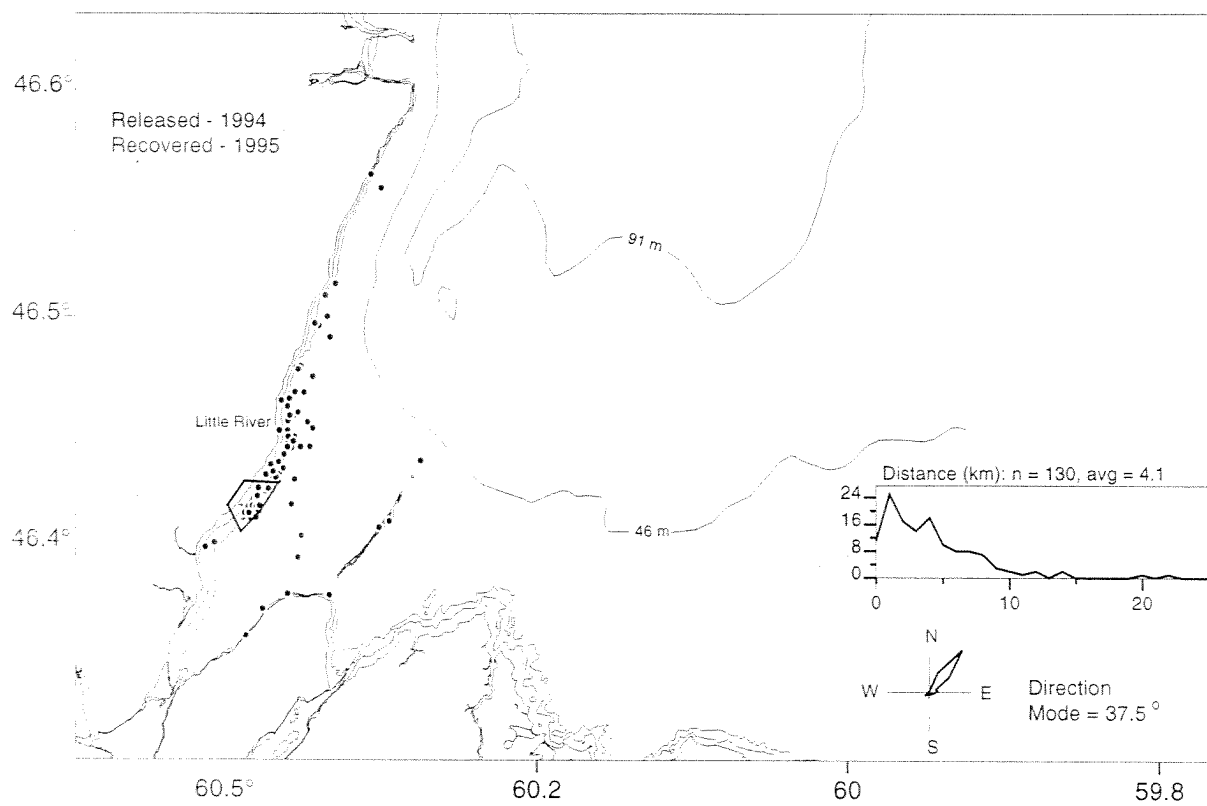 46.6°
Released - 1994
Recovered - 1995
91 m
46.5°
Little River
Distance (km): n = 130, avg = 4.1
24
16
8
0
0 10 20
46 m
46.4°
N
W E
S
Direction
Mode = 37.5 °
60.5° 60.2 60 59.8